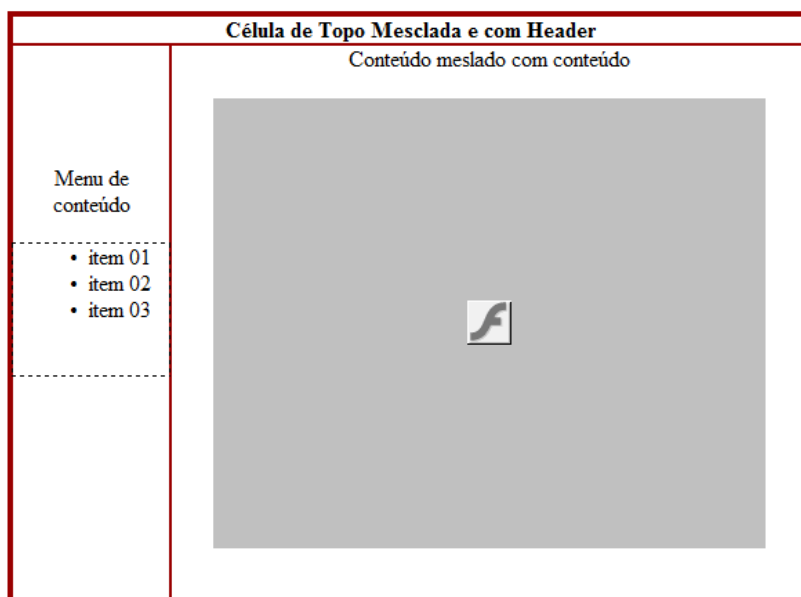 Célula de Topo Mesclada e com Header
Conteúdo meslado com conteúdo
Menu de
conteúdo
• item 01
• item 02
• item 03